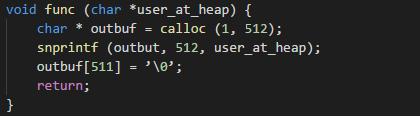 void func (char *user_at_heap) {
    char * outbuf = calloc (1, 512);
    snprintf (outbut, 512, user_at_heap);
    outbuf[511] = ’\0’;
    return;
}